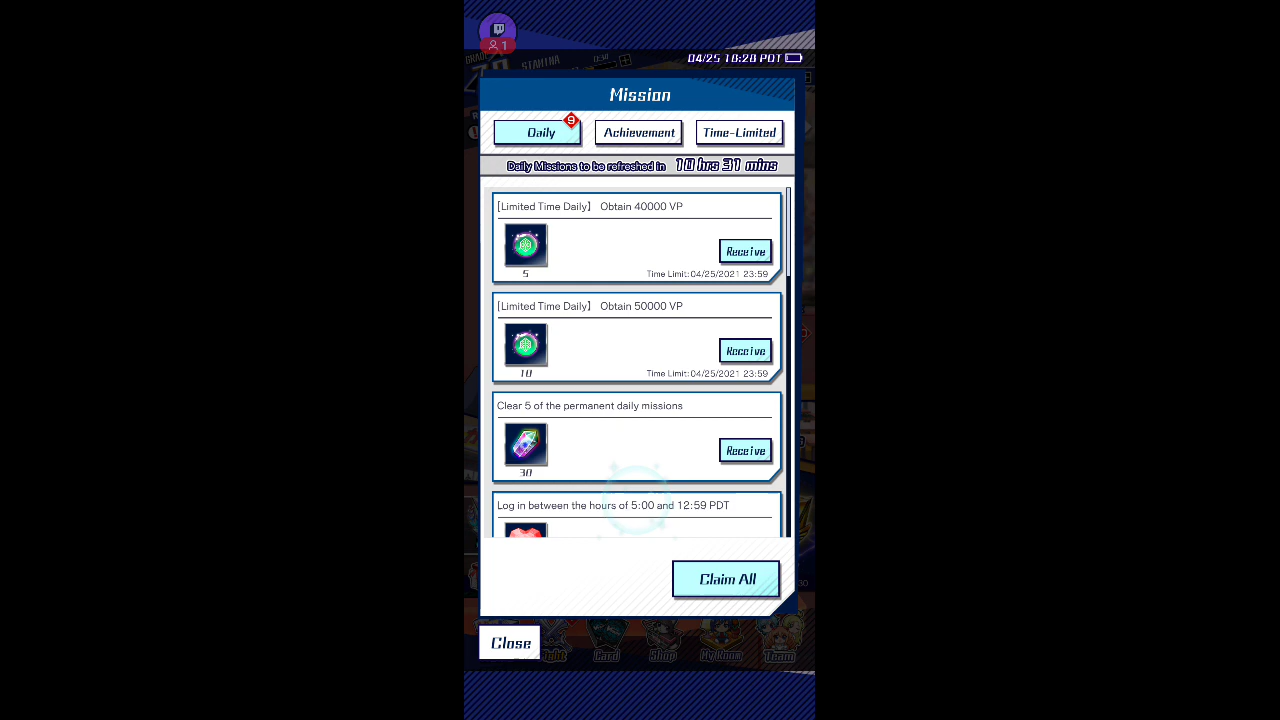 1
GRADE
STAMINA
04/25 18:28 PDT
Mission
Daily
9
Achievement
Time-Limited
Daily Missions to be refreshed in 10 hrs 31 mins
[Limited Time Daily】 Obtain 40000 VP
5
Receive
Time Limit:04/25/2021 23:59
[Limited Time Daily】 Obtain 50000 VP
10
Receive
Time Limit:04/25/2021 23:59
Clear 5 of the permanent daily missions
30
Receive
Log in between the hours of 5:00 and 12:59 PDT
Claim All
30
Close
Card
Shop
My Room
Team